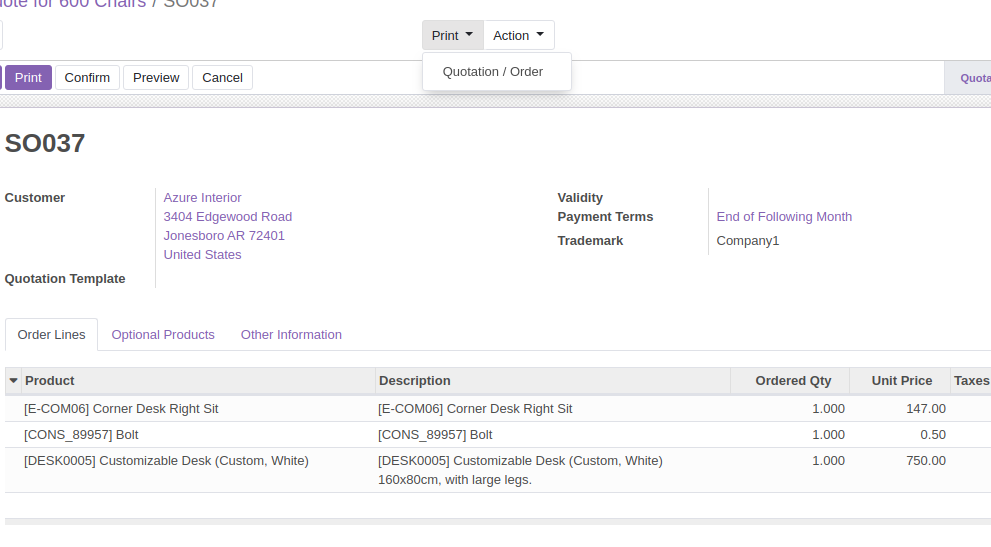 ote for 600 Chairs / SO037
Print Action
Quotation / Order
Print Confirm Preview Cancel
Quota
SO037
Customer
Azure Interior
3404 Edgewood Road
Jonesboro AR 72401
United States
Quotation Template
Validity
Payment Terms End of Following Month
Trademark Company1
Order Lines Optional Products Other Information
Product Description Ordered Qty Unit Price Taxes
[E-COM06] Corner Desk Right Sit [E-COM06] Corner Desk Right Sit 1.000 147.00
[CONS_89957] Bolt [CONS_89957] Bolt 1.000 0.50
[DESK0005] Customizable Desk (Custom, White) [DESK0005] Customizable Desk (Custom, White) 1.000 750.00
160x80cm, with large legs.